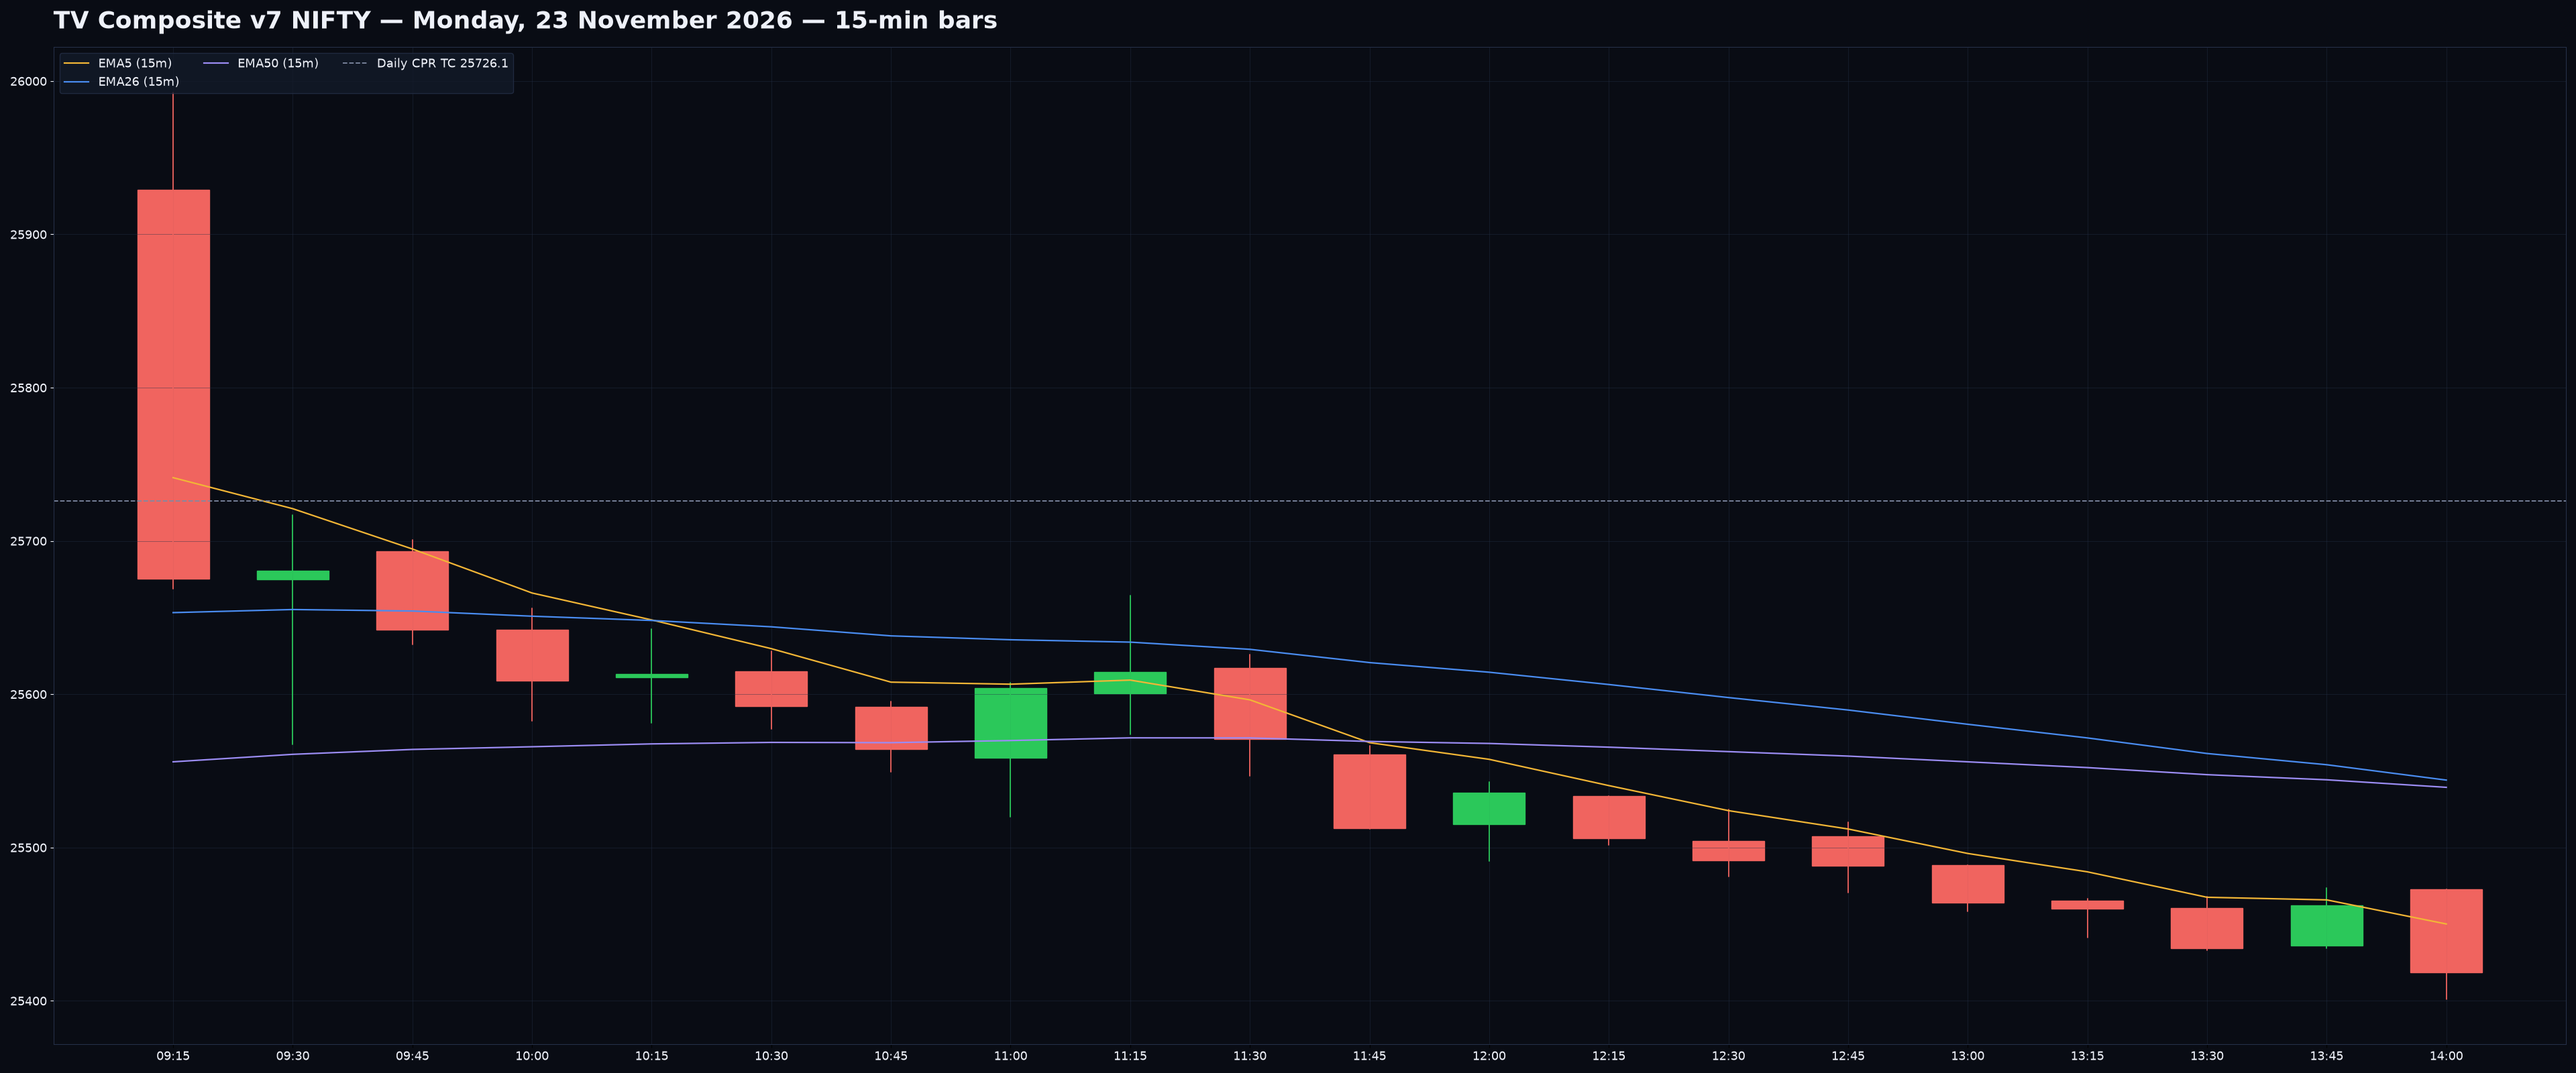 TV Composite v7 NIFTY — Monday, 23 November 2026 — 15-min bars
EMA5 (15m) EMA50 (15m) Daily CPR TC 25726.1
EMA26 (15m)
26000
25900
25800
25700
25600
25500
25400
09:15 09:30 09:45 10:00 10:15 10:30 10:45 11:00 11:15 11:30 11:45 12:00 12:15 12:30 12:45 13:00 13:15 13:30 13:45 14:00